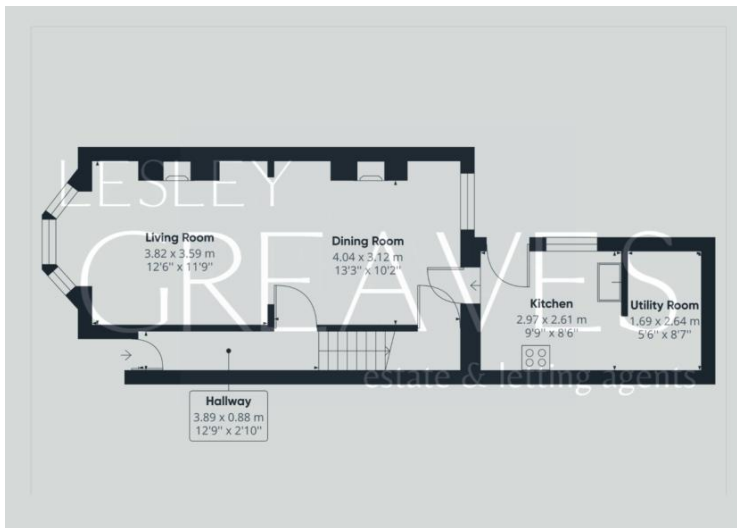 LESLEY
GREAVES
estate & letting agents
Living Room
3.82 x 3.59 m
12'6" x 11'9"
Dining Room
4.04 x 3.12 m
13'3" x 10'2"
Kitchen
2.97 x 2.61 m
9'9" x 8'6"
Utility Room
1.69 x 2.64 m
5'6" x 8'7"
Hallway
3.89 x 0.88 m
12'9" x 2'10"